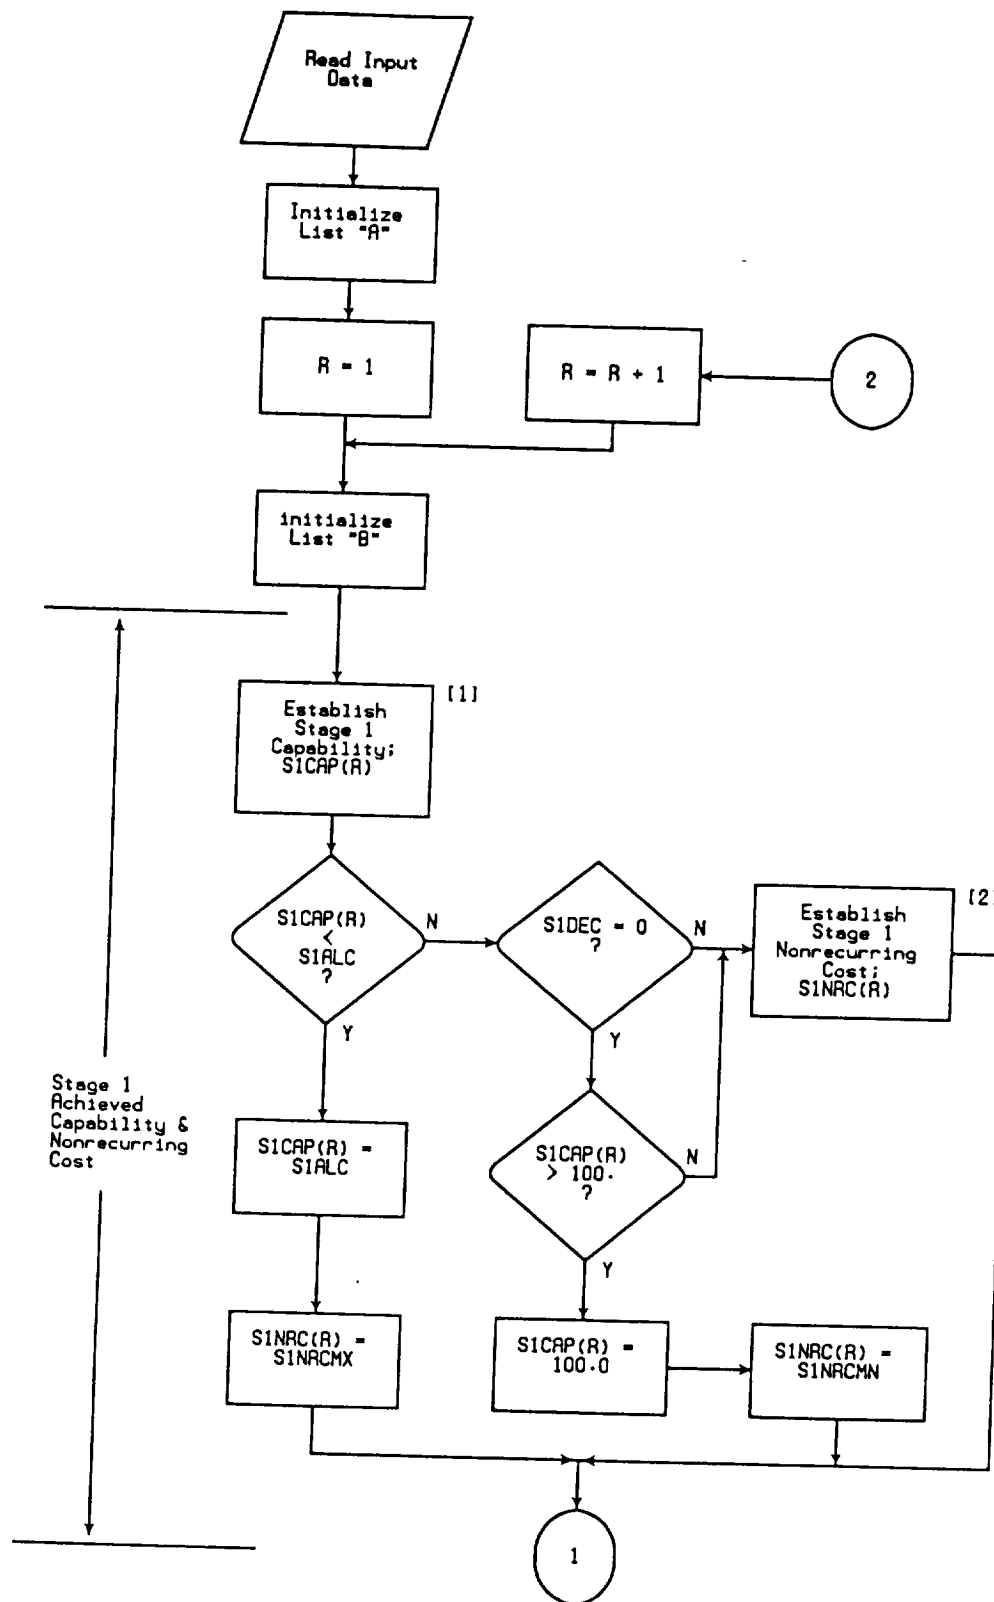 Read Input
Data
Initialize
List "A"
R = 1
R = R + 1
2
initialize
List "B"
[1]
Establish
Stage 1
Capability;
S1CAP(R)
S1CAP(R)
<
S1ALC
?
N
Y
S1DEC = 0
?
N
Y
[2]
Establish
Stage 1
Nonrecurring
Cost;
S1NRC(R)
Stage 1
Achieved
Capability &
Nonrecurring
Cost
S1CAP(R) =
S1ALC
S1CAP(R)
> 100.
?
N
Y
S1NRC(R) =
S1NRCMX
S1CAP(R) =
100.0
S1NRC(R) =
S1NRCMN
1